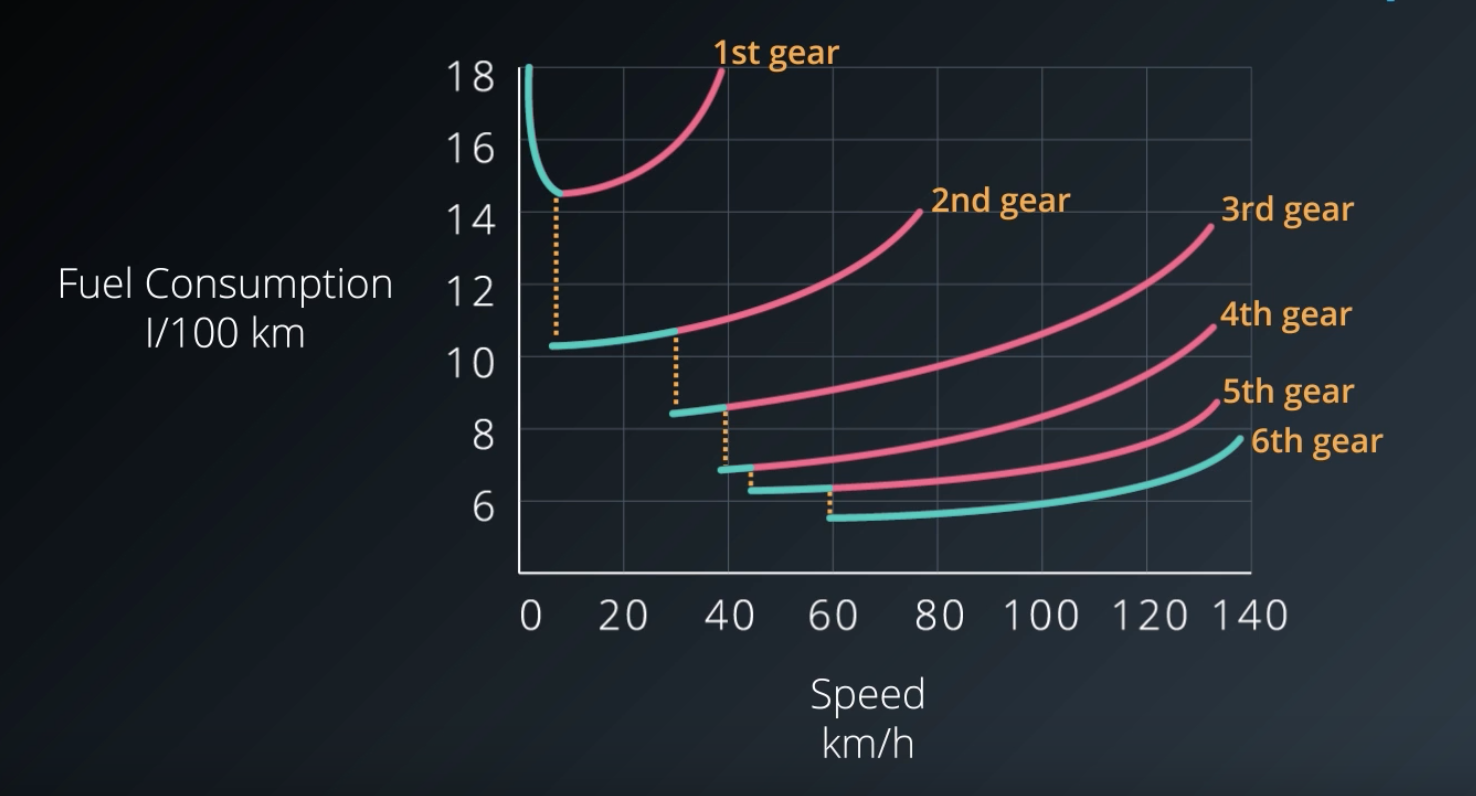 1st gear
18
16
2nd gear
3rd gear
14
Fuel Consumption
l/100 km
12
4th gear
10
5th gear
8
6th gear
6
0 20 40 60 80 100 120 140
Speed
km/h